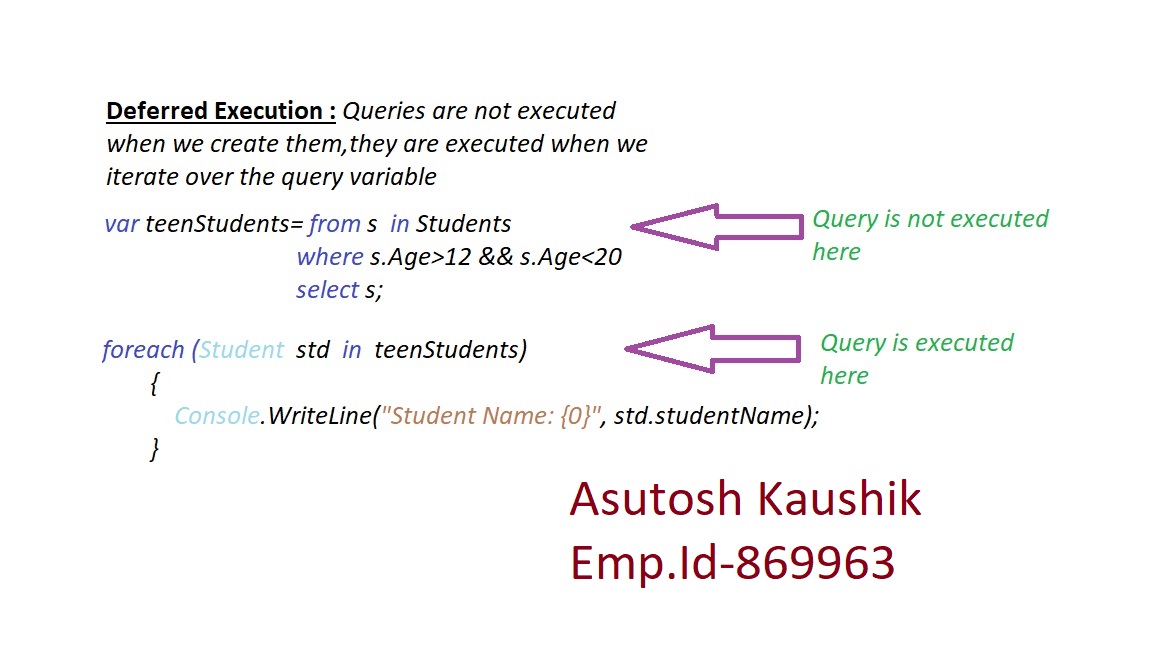 Deferred Execution : Queries are not executed
when we create them,they are executed when we
iterate over the query variable
var teenStudents= from s in Students
where s.Age>12 && s.Age<20
select s;
Query is not executed
here
foreach (Student std in teenStudents)
{
Console.WriteLine("Student Name: {0}", std.studentName);
}
Query is executed
here
Asutosh Kaushik
Emp.Id-869963